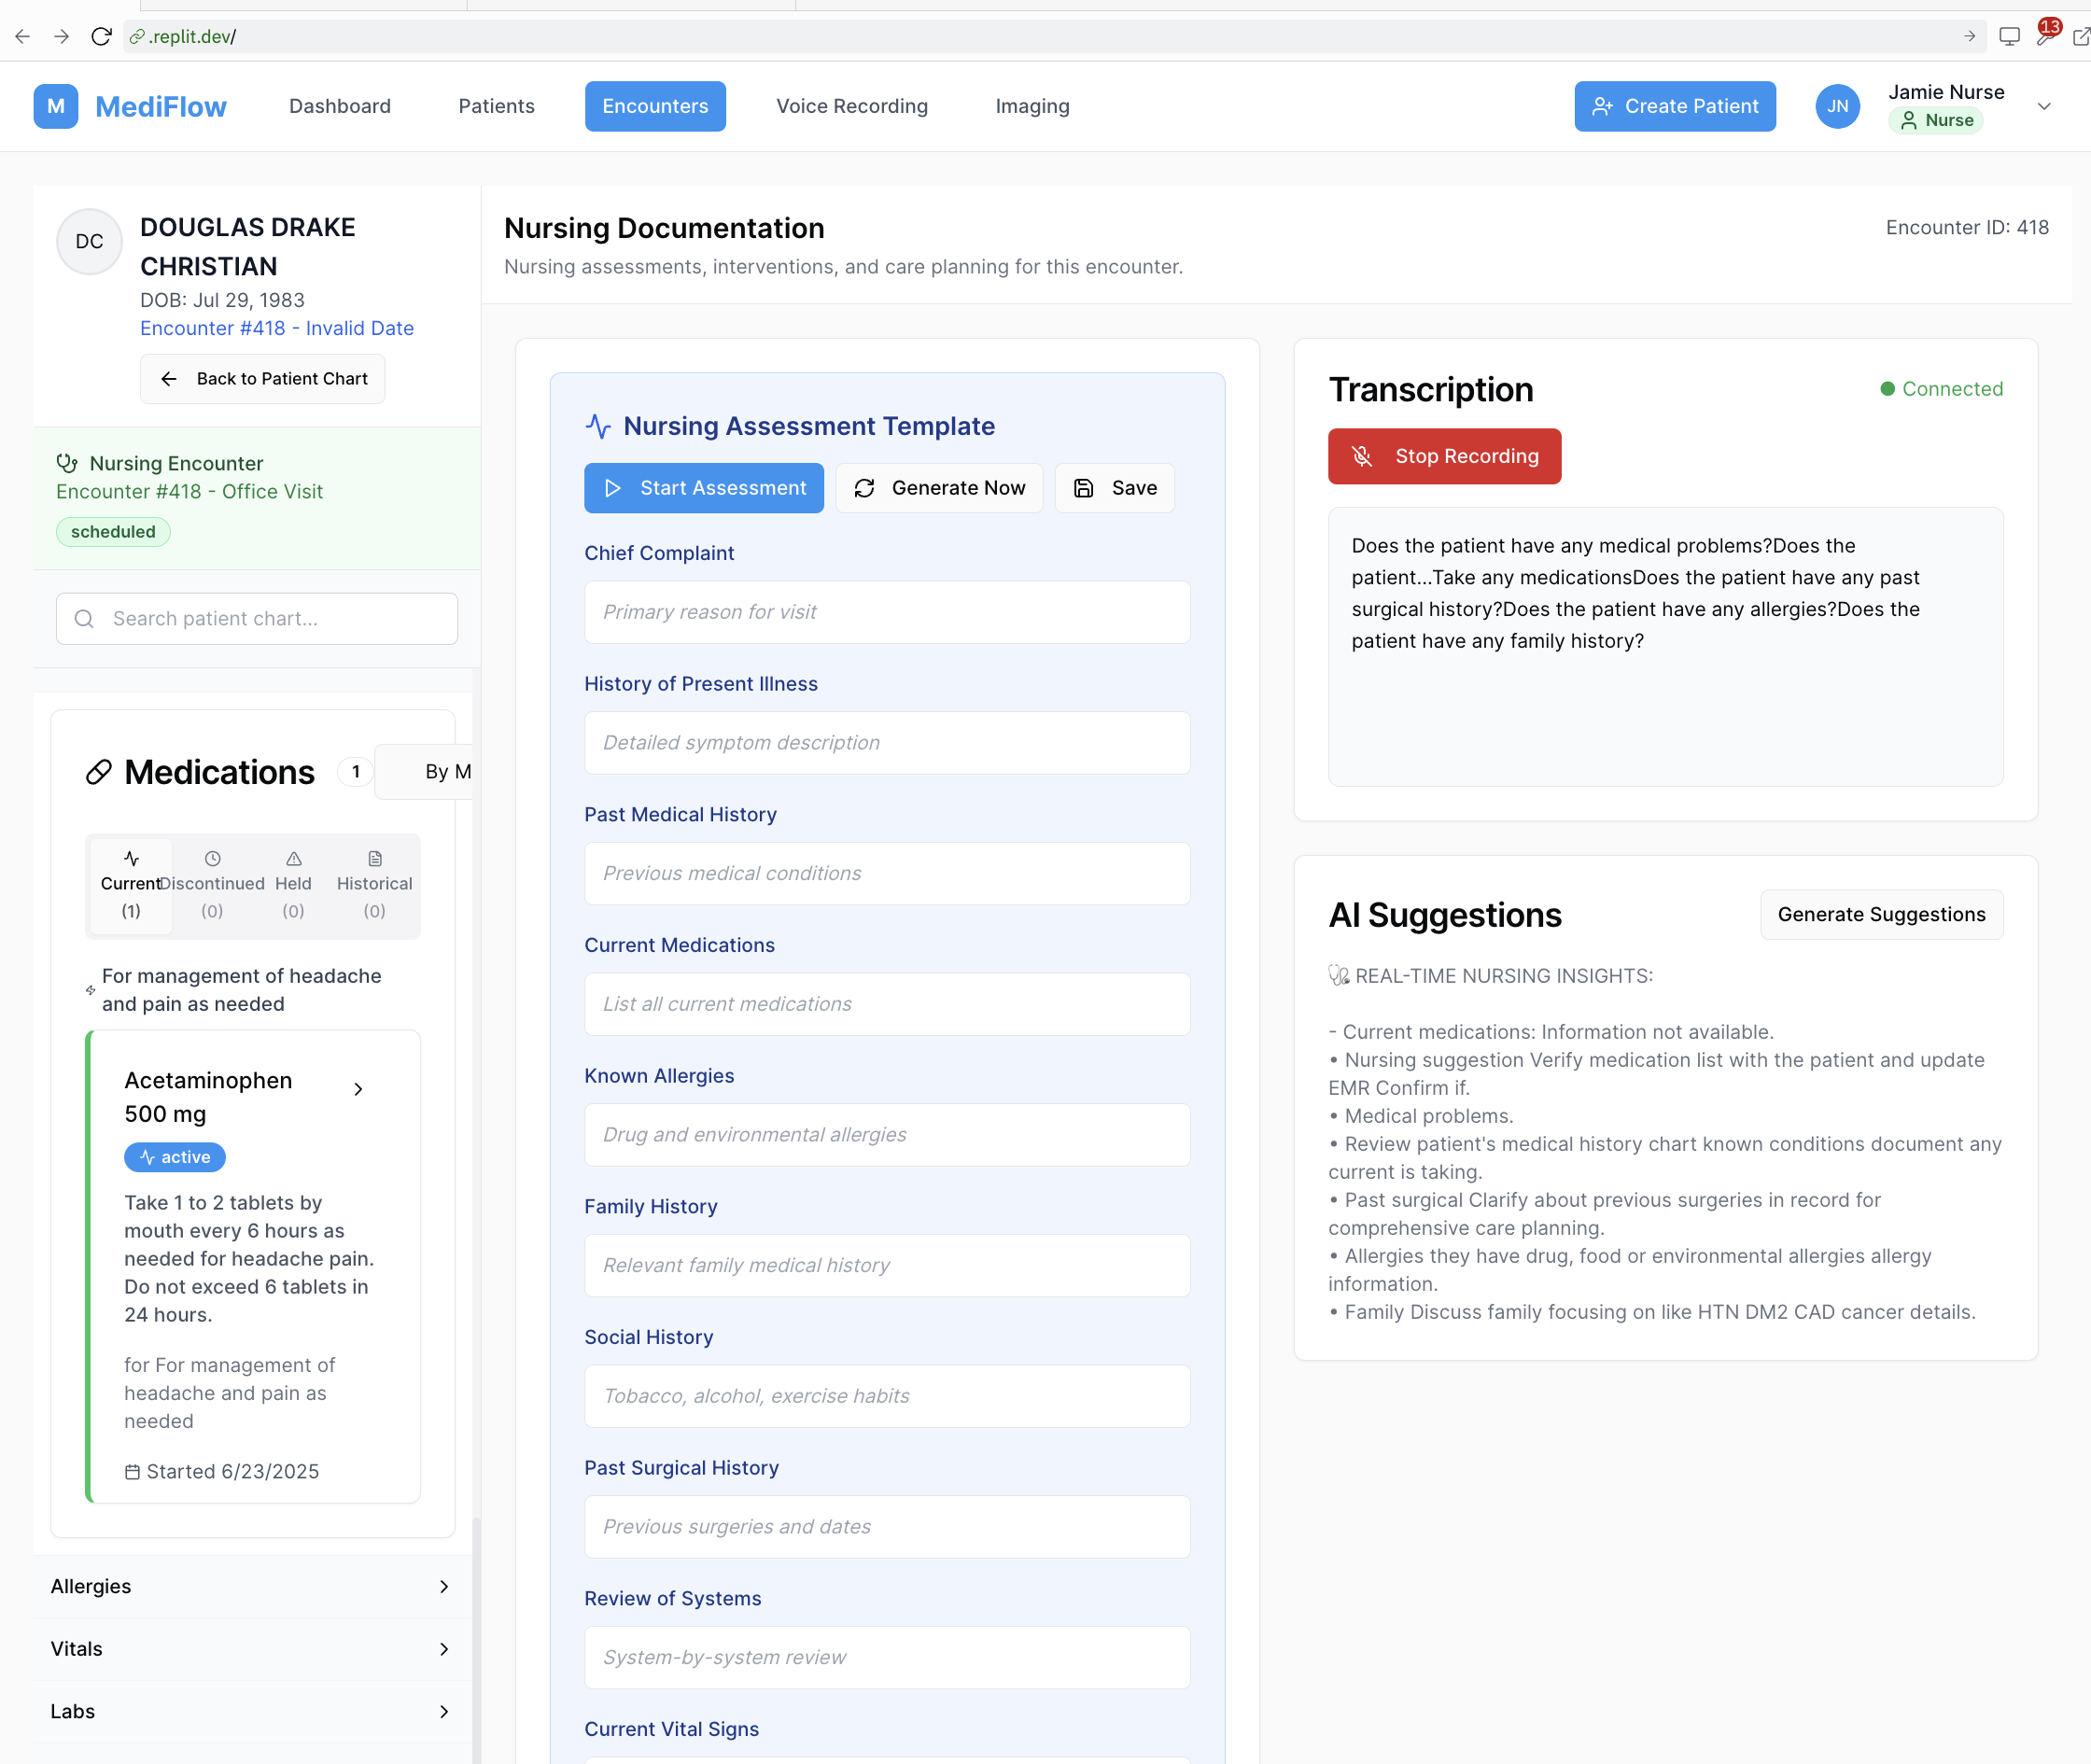 .replit.dev/
13
M
MediFlow
Dashboard
Patients
Encounters
Voice Recording
Imaging
Create Patient
JN
Jamie Nurse
Nurse
DC
DOUGLAS DRAKE
CHRISTIAN
DOB: Jul 29, 1983
Encounter #418 - Invalid Date
Back to Patient Chart
Nursing Encounter
Encounter #418 - Office Visit
scheduled
Search patient chart...
Medications
1
By M
Current
(1)
Discontinued
(0)
Held
(0)
Historical
(0)
For management of headache
and pain as needed
Acetaminophen
500 mg
active
Take 1 to 2 tablets by
mouth every 6 hours as
needed for headache pain.
Do not exceed 6 tablets in
24 hours.
for For management of
headache and pain as
needed
Started 6/23/2025
Allergies
Vitals
Labs
Nursing Documentation
Nursing assessments, interventions, and care planning for this encounter.
Encounter ID: 418
Nursing Assessment Template
Start Assessment
Generate Now
Save
Chief Complaint
Primary reason for visit
History of Present Illness
Detailed symptom description
Past Medical History
Previous medical conditions
Current Medications
List all current medications
Known Allergies
Drug and environmental allergies
Family History
Relevant family medical history
Social History
Tobacco, alcohol, exercise habits
Past Surgical History
Previous surgeries and dates
Review of Systems
System-by-system review
Current Vital Signs
Transcription
Connected
Stop Recording
Does the patient have any medical problems?Does the
patient...Take any medicationsDoes the patient have any past
surgical history?Does the patient have any allergies?Does the
patient have any family history?
AI Suggestions
Generate Suggestions
REAL-TIME NURSING INSIGHTS:
- Current medications: Information not available.
• Nursing suggestion Verify medication list with the patient and update
EMR Confirm if.
• Medical problems.
• Review patient's medical history chart known conditions document any
current is taking.
• Past surgical Clarify about previous surgeries in record for
comprehensive care planning.
• Allergies they have drug, food or environmental allergies allergy
information.
• Family Discuss family focusing on like HTN DM2 CAD cancer details.